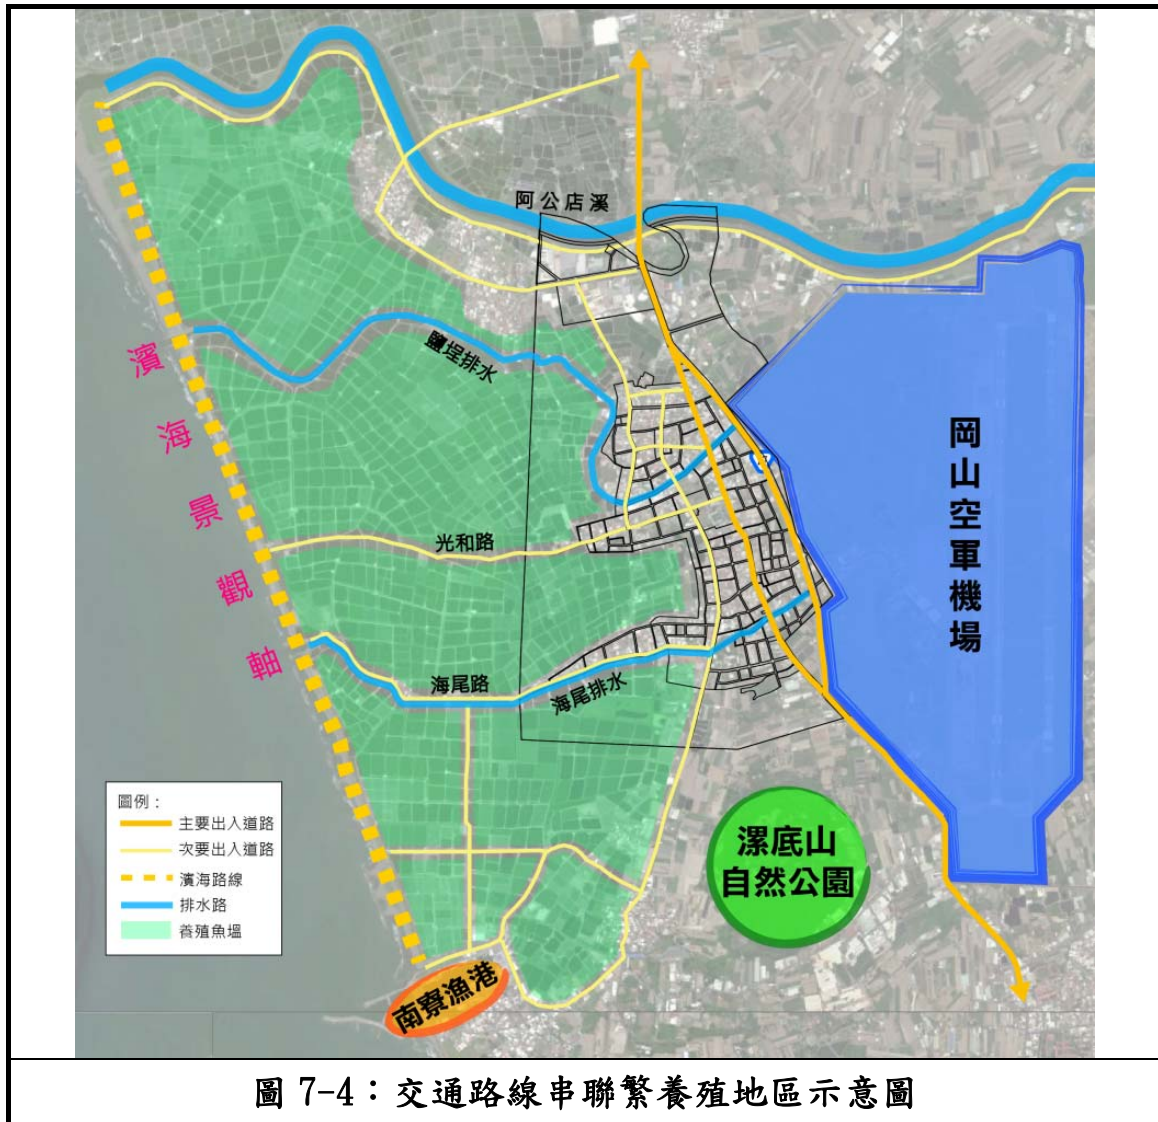 阿公店溪
鹽埕排水
濱海景觀軸
岡山空軍機場
光和路
海尾路
海尾排水
漯底山
自然公園
圖例：
主要出入道路
次要出入道路
濱海路線
排水路
養殖魚塭
南寮漁港
圖 7-4：交通路線串聯繫養殖地區示意圖